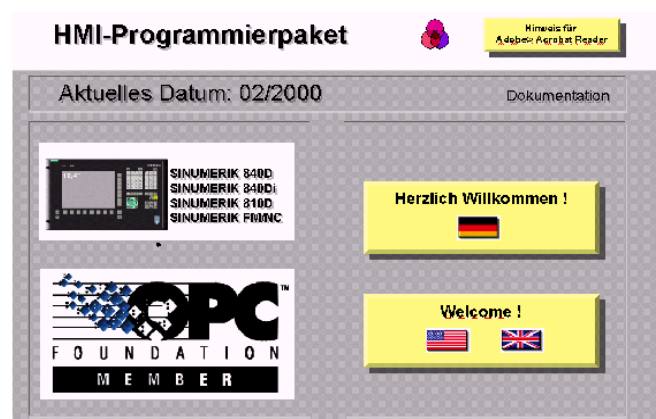 HMI-Programmierpaket
Hinweis für
Adobe> Acrobat Reader
Aktuelles Datum: 02/2000
Dokumentation
SINUMERIK 840D
SINUMERIK 840Di
SINUMERIK 810D
SINUMERIK FM/NC
Herzlich Willkommen !
OPC™
FOUNDATION
MEMBER
Welcome !